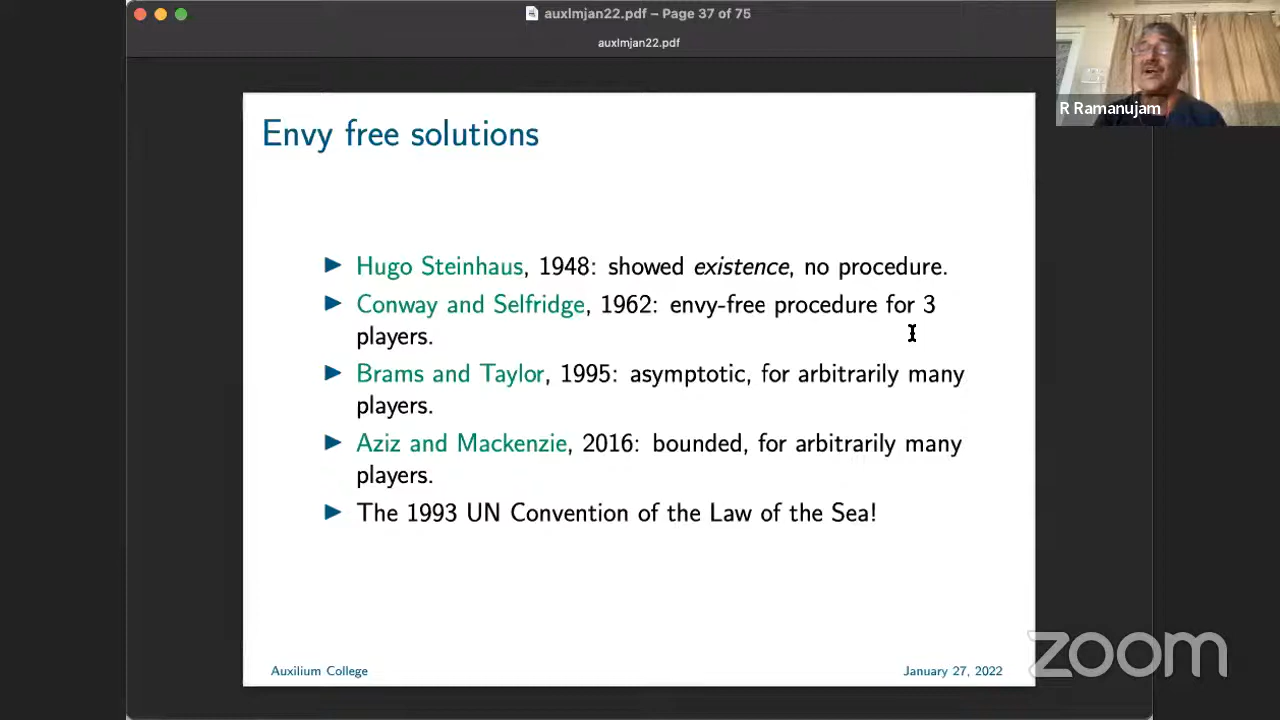 auxlmjan22.pdf – Page 37 of 75
auxlmjan22.pdf
R Ramanujam
Envy free solutions
Hugo Steinhaus, 1948: showed existence, no procedure.
Conway and Selfridge, 1962: envy-free procedure for 3
players.
Brams and Taylor, 1995: asymptotic, for arbitrarily many
players.
Aziz and Mackenzie, 2016: bounded, for arbitrarily many
players.
The 1993 UN Convention of the Law of the Sea!
Auxilium College
January 27, 2022
zoom